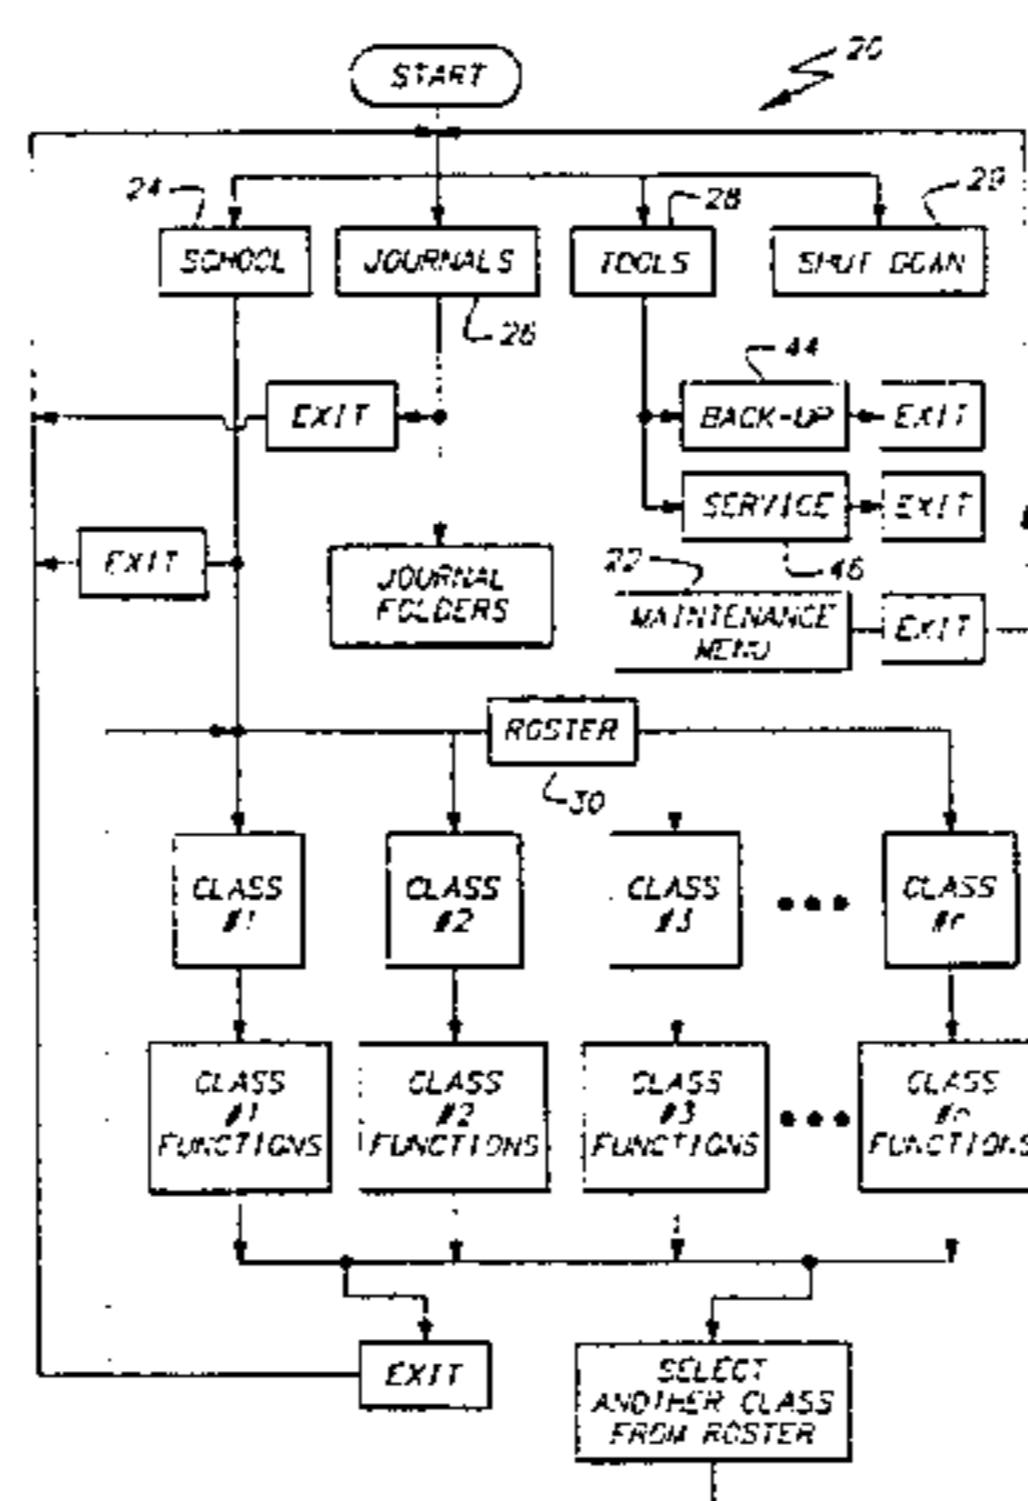 START
20
24
28
29
SCHOOL
JOURNALS
TOOLS
SHUT DOWN
26
44
EXIT
BACK-UP
EXIT
SERVICE
EXIT
EXIT
22
46
JOURNAL
FOLDERS
MAINTENANCE
MENU
EXIT
ROSTER
30
CLASS
#1
CLASS
#2
CLASS
#3
CLASS
#n
CLASS
#1
FUNCTIONS
CLASS
#2
FUNCTIONS
CLASS
#3
FUNCTIONS
CLASS
#n
FUNCTIONS
EXIT
SELECT
ANOTHER CLASS
FROM ROSTER